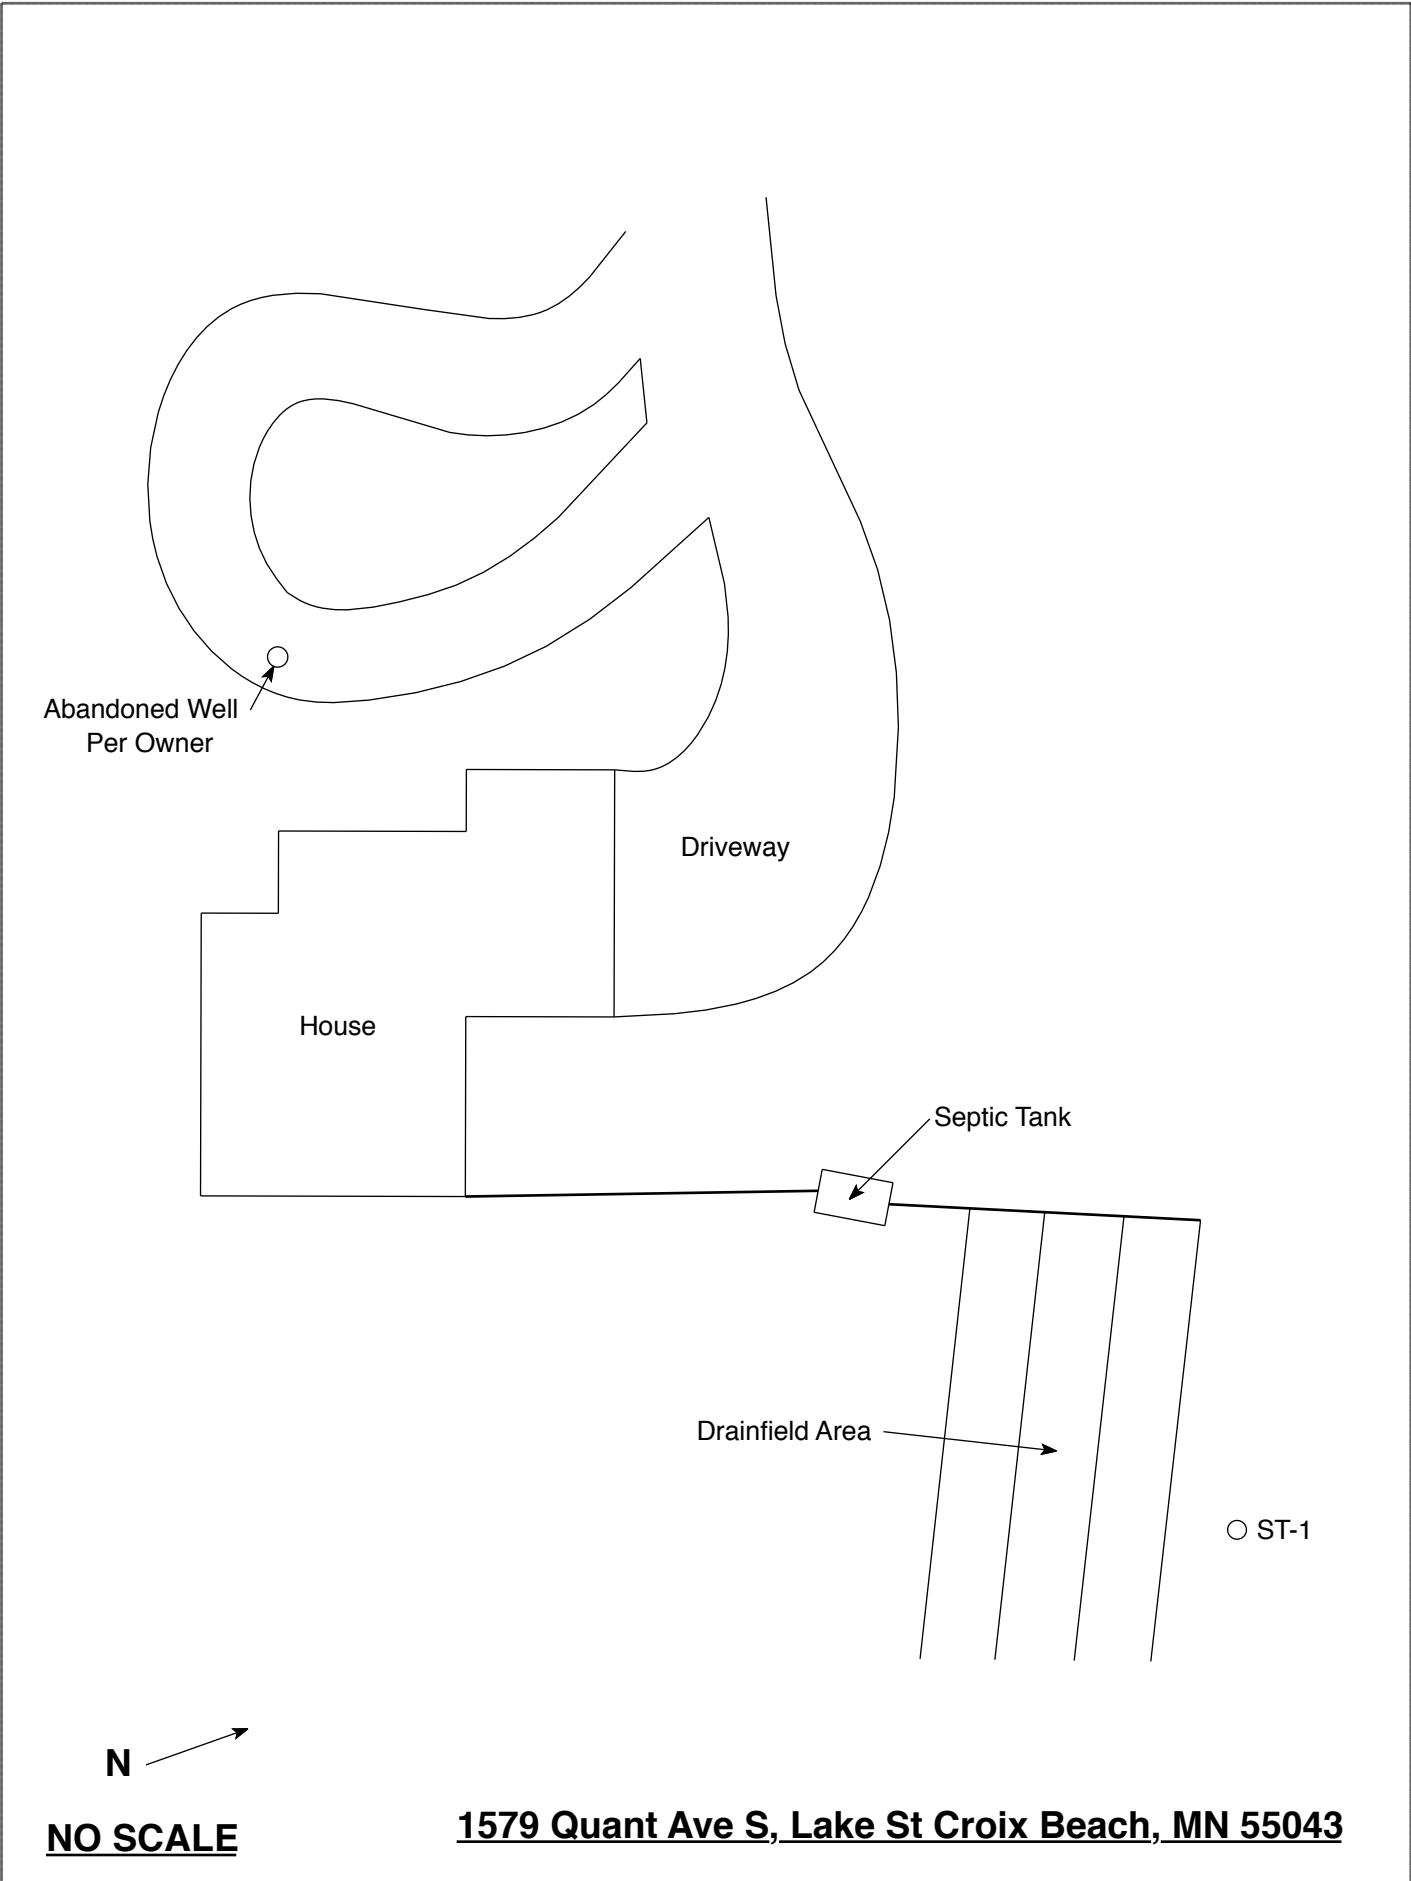 Abandoned Well
Per Owner
Driveway
House
Septic Tank
Drainfield Area
ST-1
N
NO SCALE
1579 Quant Ave S, Lake St Croix Beach, MN 55043